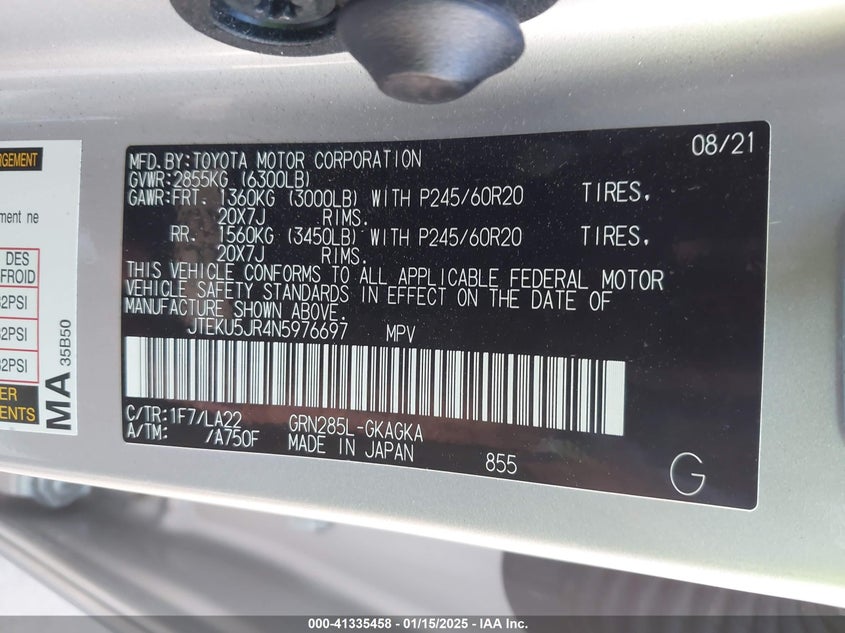 RGEMENT
ment ne
DES
FROID
32PSI
32PSI
32PSI
ER
ENTS
MA 35B50
08/21
MFD.BY:TOYOTA MOTOR CORPORATION
GVWR:2855KG (6300LB)
GAWR:FRT. 1360KG (3000LB) WITH P245/60R20 TIRES,
20X7J RIMS.
RR. 1560KG (3450LB) WITH P245/60R20 TIRES,
20X7J RIMS.
THIS VEHICLE CONFORMS TO ALL APPLICABLE FEDERAL MOTOR
VEHICLE SAFETY STANDARDS IN EFFECT ON THE DATE OF
MANUFACTURE SHOWN ABOVE.
JTEKU5JR4N5976697 MPV
C/TR:1F7/LA22 GRN285L-GKAGKA
A/TM: /A750F MADE IN JAPAN 855
G
000-41335458 - 01/15/2025 - IAA Inc.